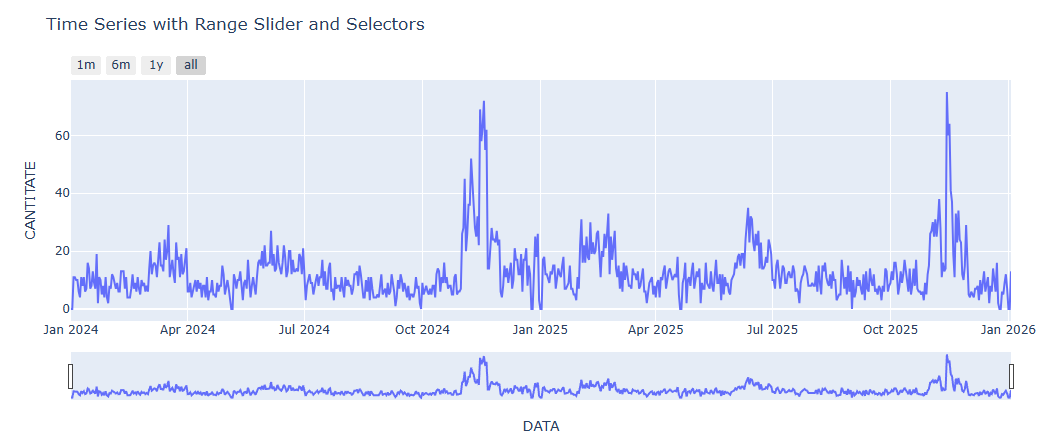 Time Series with Range Slider and Selectors
1m 6m 1y all
CANTITATE
60
40
20
0
Jan 2024 Apr 2024 Jul 2024 Oct 2024 Jan 2025 Apr 2025 Jul 2025 Oct 2025 Jan 2026
DATA